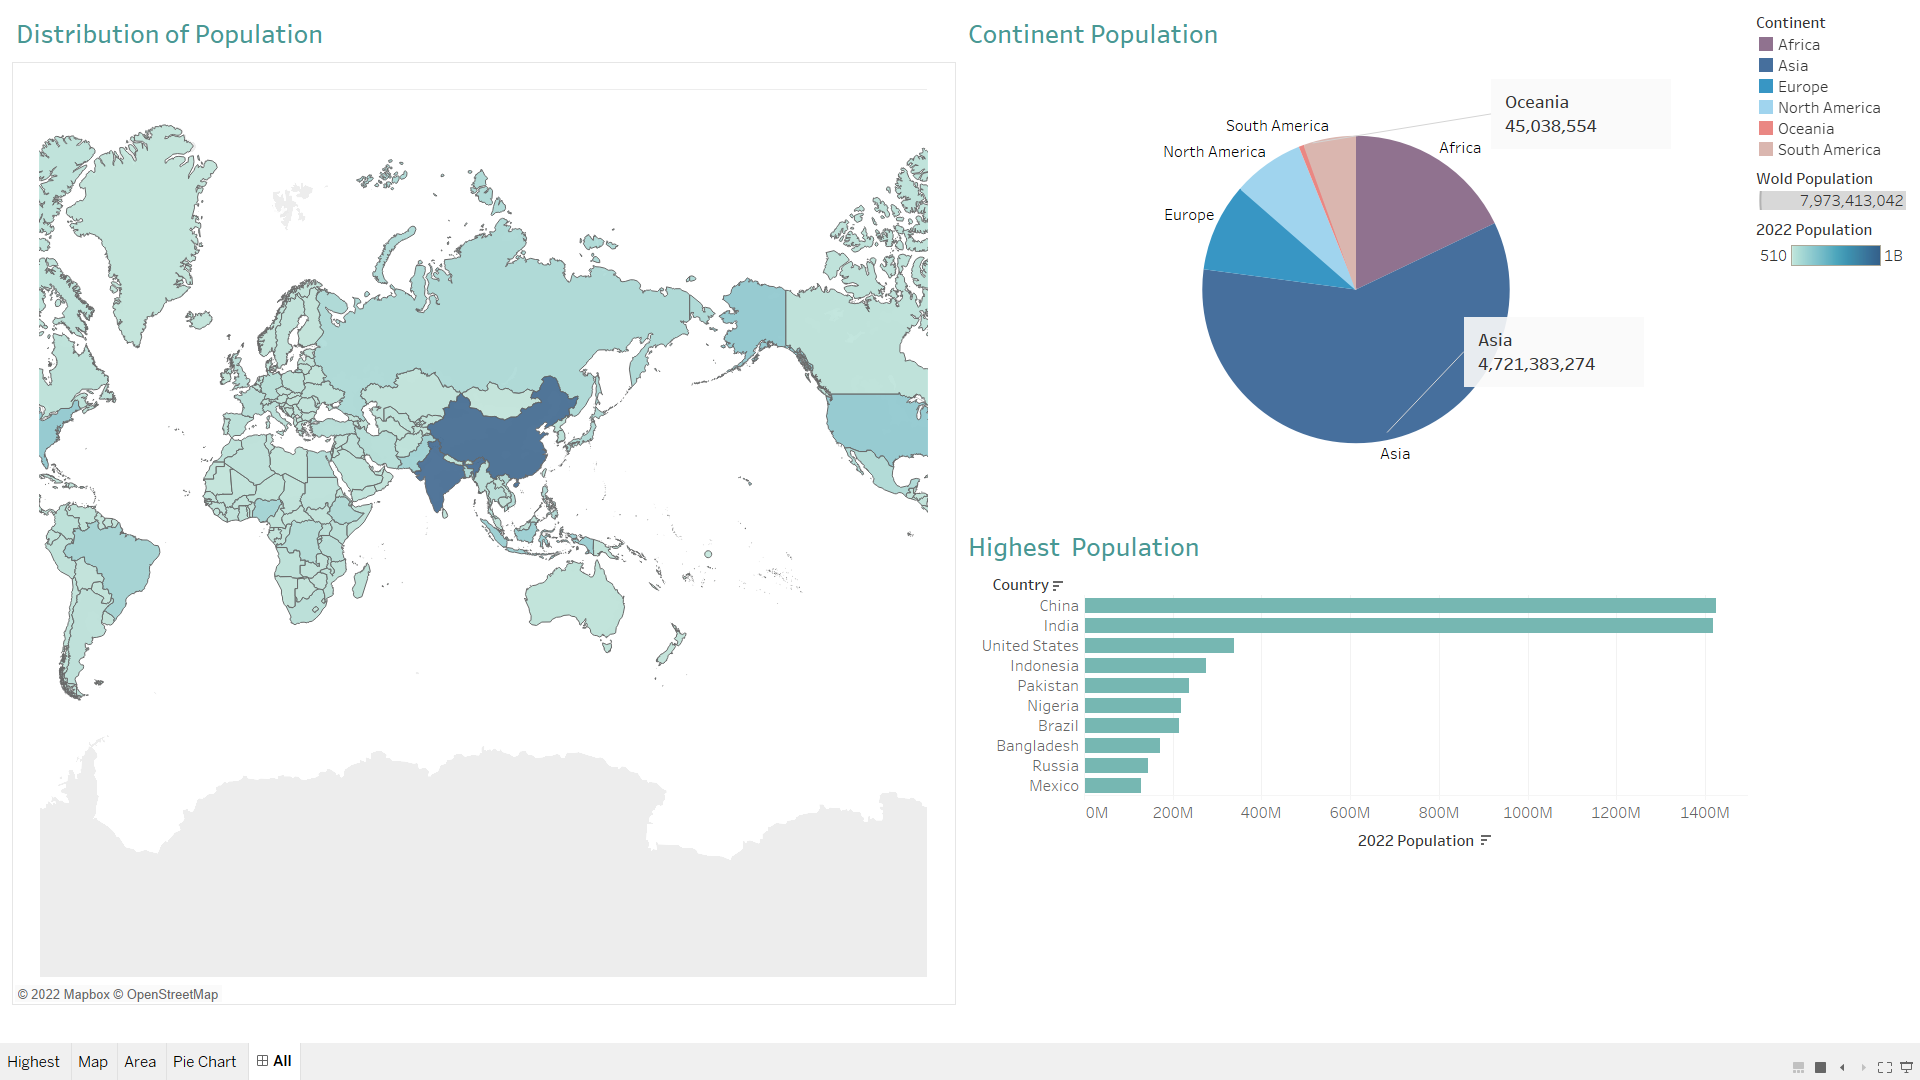 Distribution of Population
© 2022 Mapbox © OpenStreetMap
Continent Population
Oceania
45,038,554
South America
North America
Africa
Europe
Asia
4,721,383,274
Asia
Continent
Africa
Asia
Europe
North America
Oceania
South America
Wold Population
7,973,413,042
2022 Population
510 1B
Highest Population
Country
China
India
United States
Indonesia
Pakistan
Nigeria
Brazil
Bangladesh
Russia
Mexico
0M 200M 400M 600M 800M 1000M 1200M 1400M
2022 Population
Highest Map Area Pie Chart All